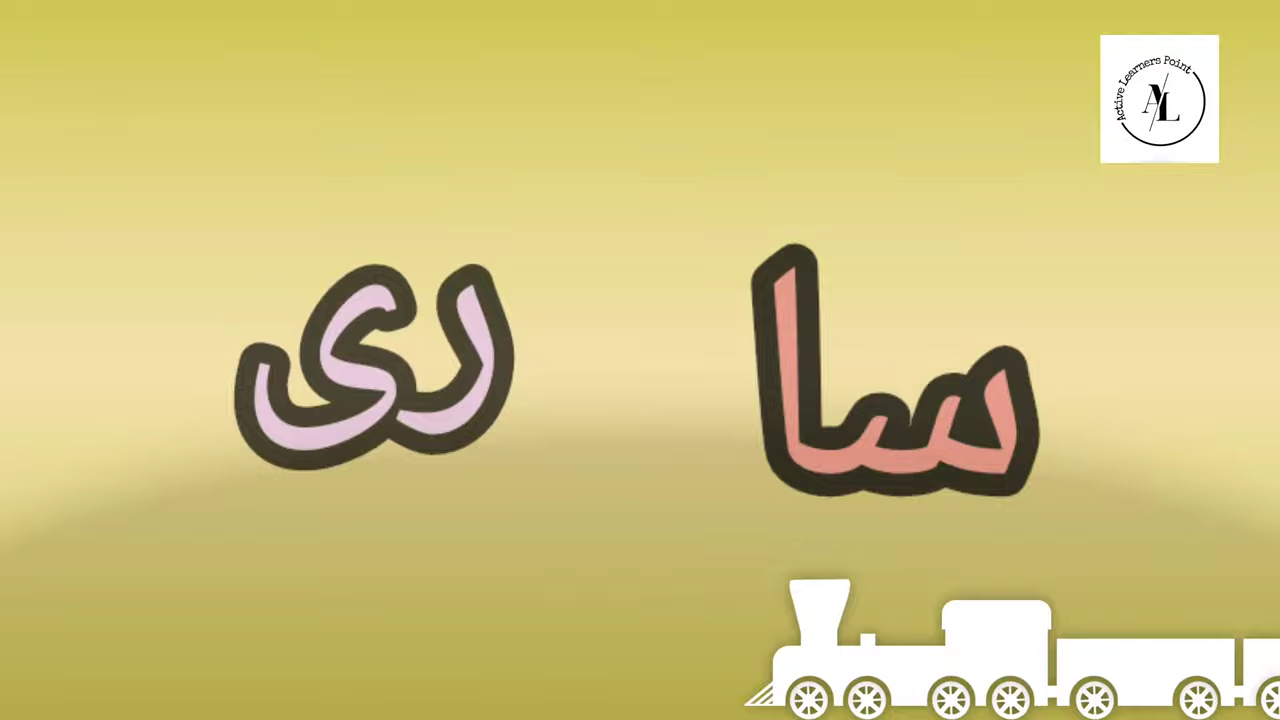 Active Learners Point
AL
سا ری